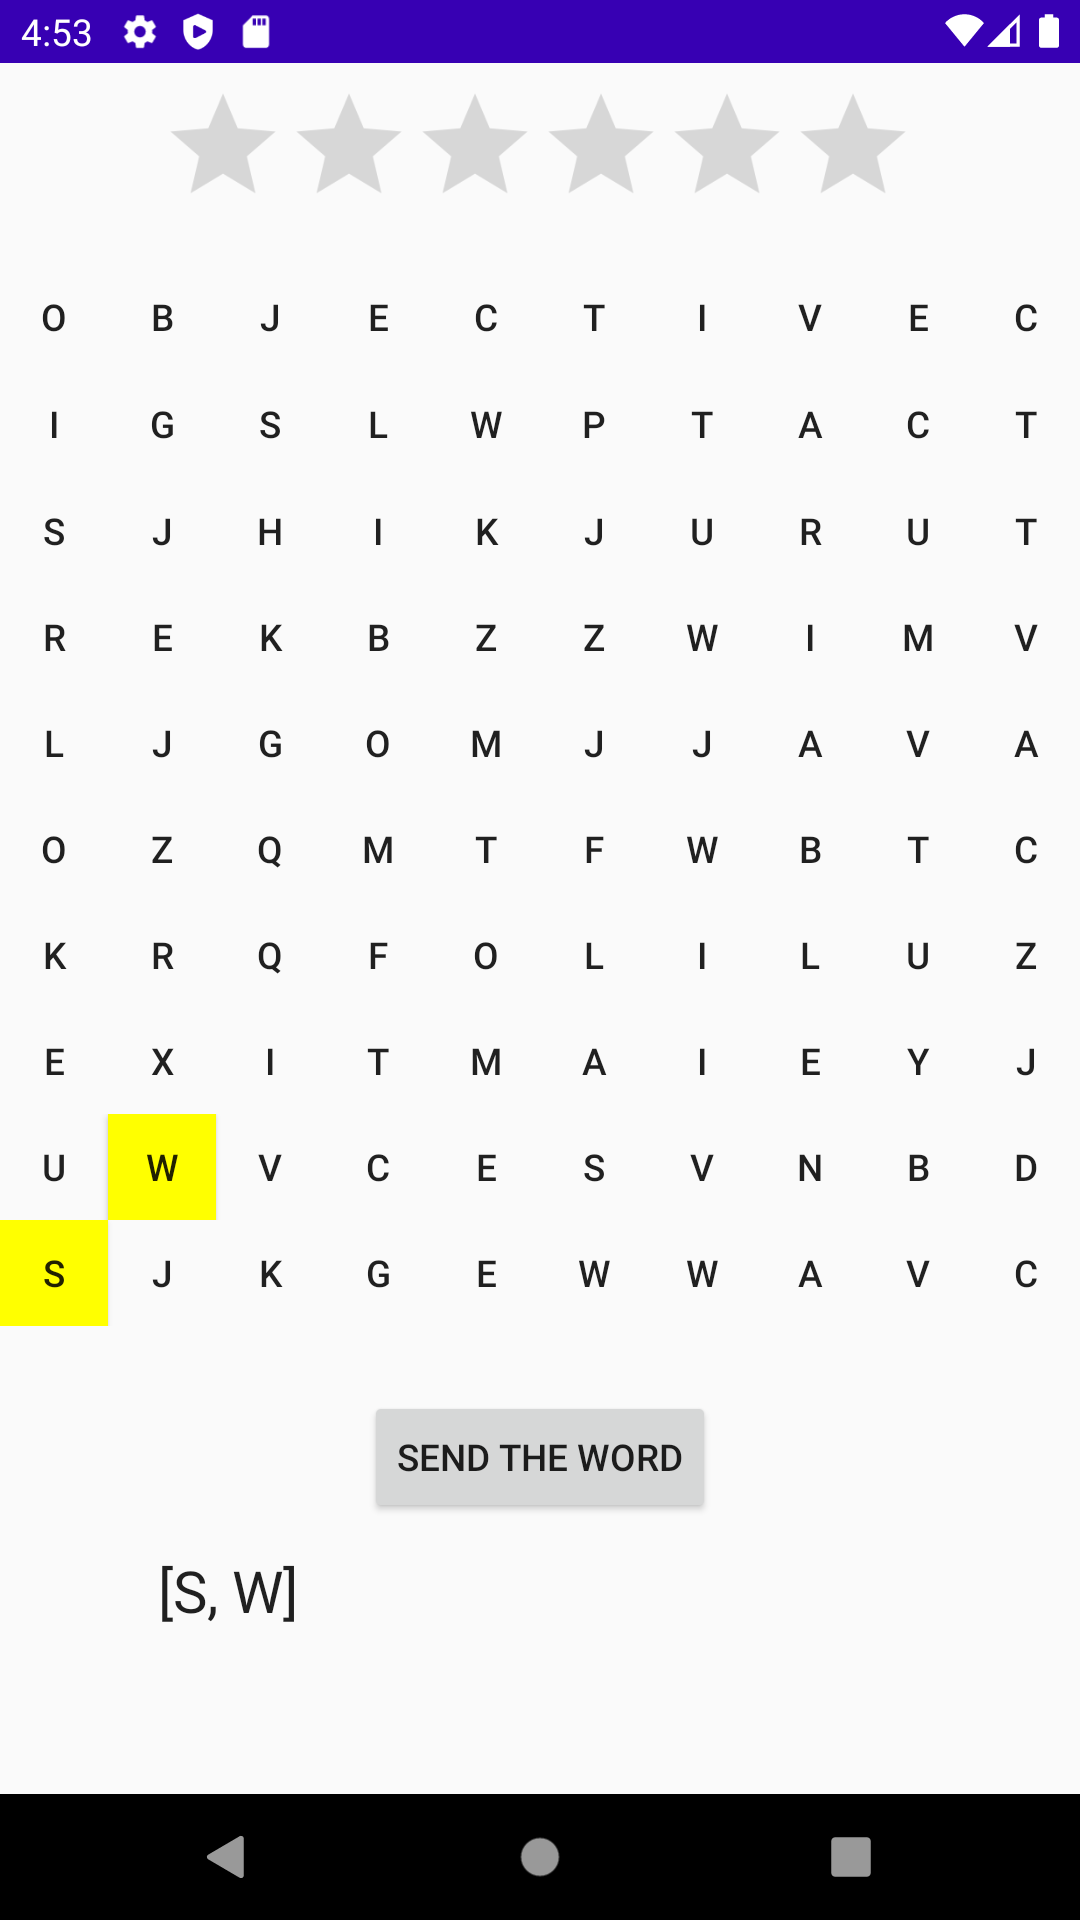 4:53
O B J E C T I V E C
I G S L W P T A C T
S J H I K J U R U T
R E K B Z Z W I M V
L J G O M J J A V A
O Z Q M T F W B T C
K R Q F O L I L U Z
E X I T M A I E Y J
U W V C E S V N B D
S J K G E W W A V C
SEND THE WORD
[S, W]